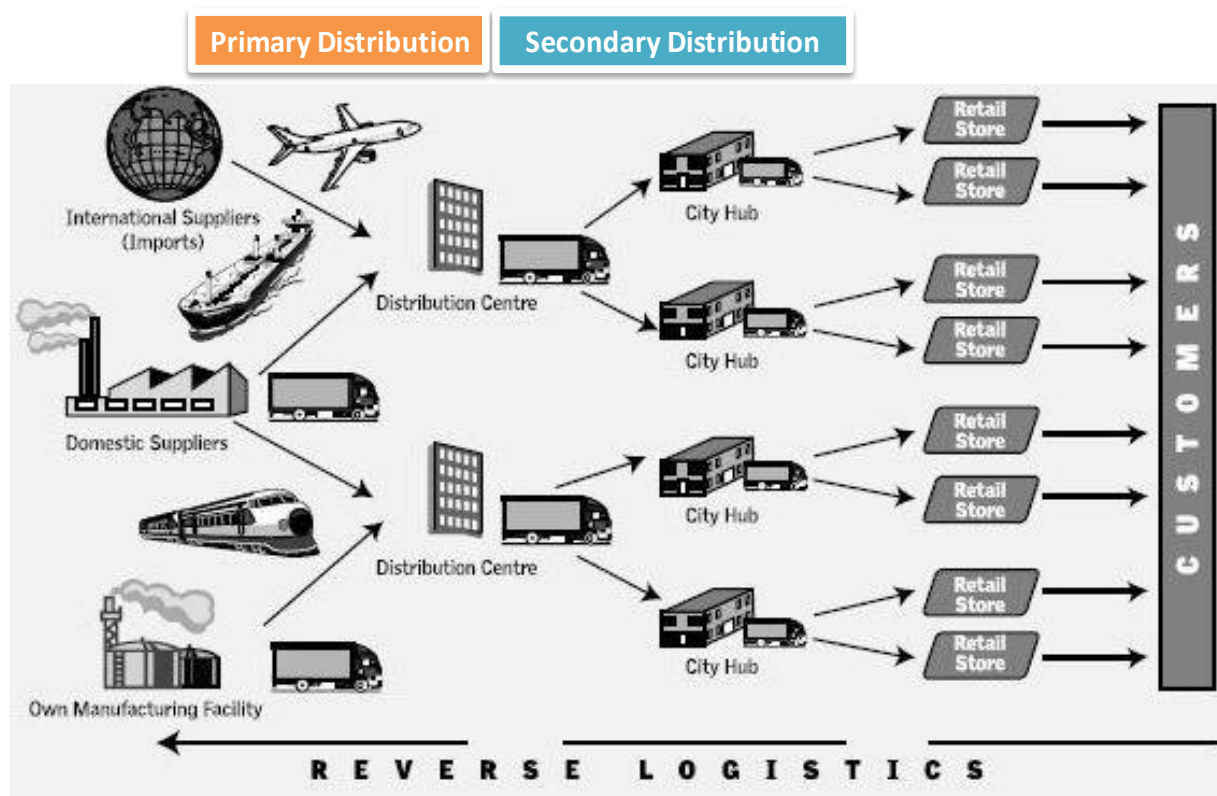 Primary Distribution
Secondary Distribution
International Suppliers
(Imports)
Distribution Centre
City Hub
Retail
Store
Retail
Store
City Hub
Retail
Store
Retail
Store
Domestic Suppliers
Distribution Centre
City Hub
Retail
Store
Retail
Store
Own Manufacturing Facility
City Hub
Retail
Store
Retail
Store
CUSTOMERS
REVERSE LOGISTICS